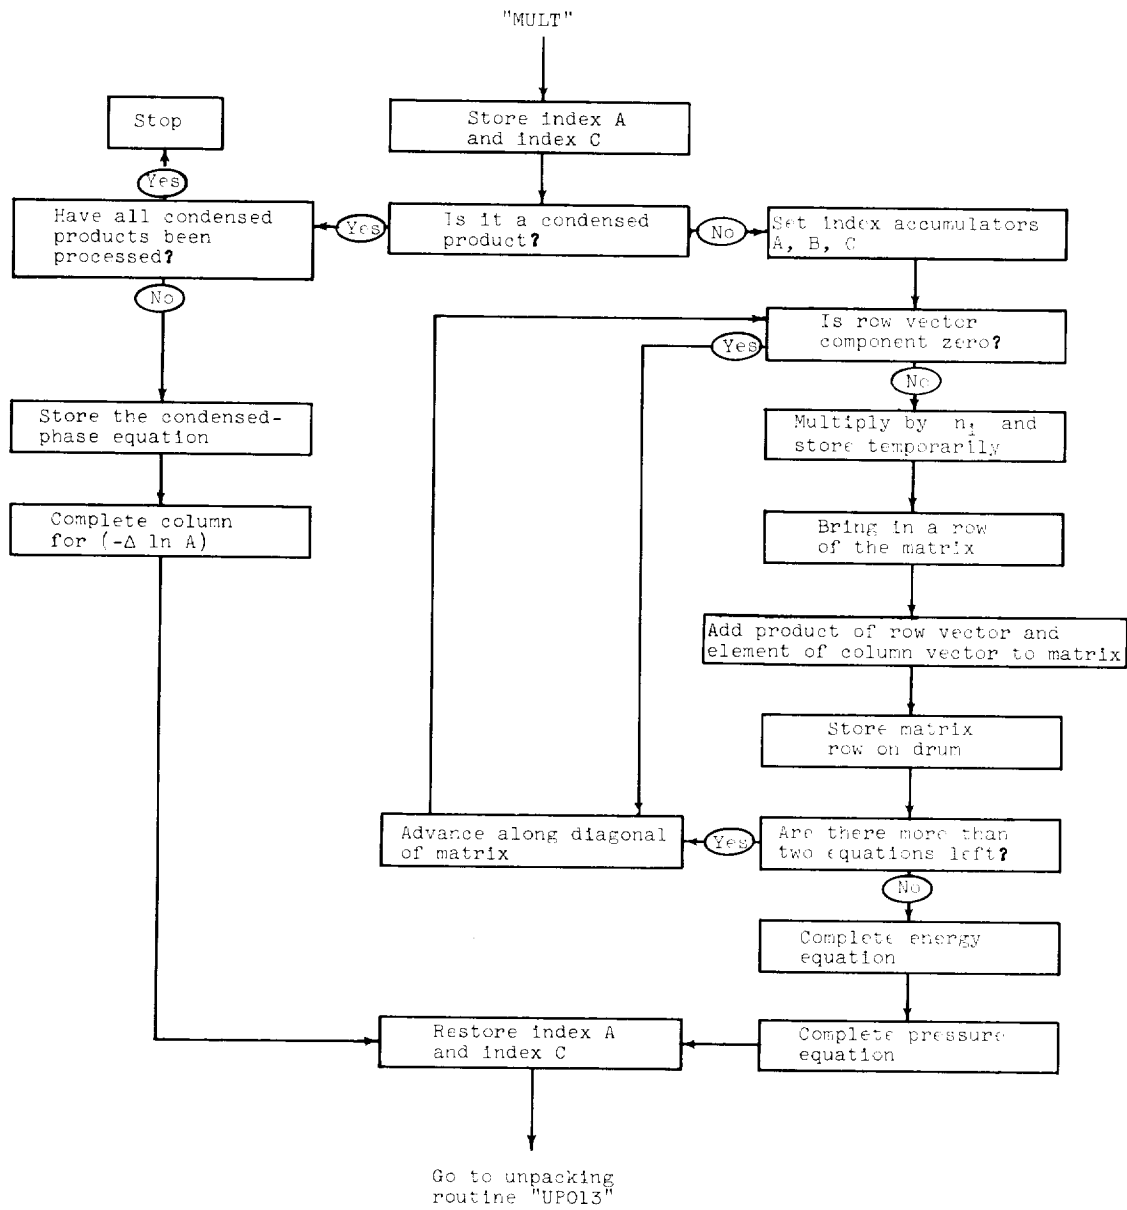 "MULT"
Stop
Store index A
and index C
Yes
Have all condensed
products been
processed?
Yes
Is it a condensed
product?
No
Set index accumulators
A, B, C
No
Is row vector
component zero?
Yes
No
Store the condensed-
phase equation
Multiply by n₁ and
store temporarily
Complete column
for (-Δ ln A)
Bring in a row
of the matrix
Add product of row vector and
element of column vector to matrix
Store matrix
row on drum
Advance along diagonal
of matrix
Yes
Are there more than
two equations left?
No
Complete energy
equation
Restore index A
and index C
Complete pressure
equation
Go to unpacking
routine "UPO13"